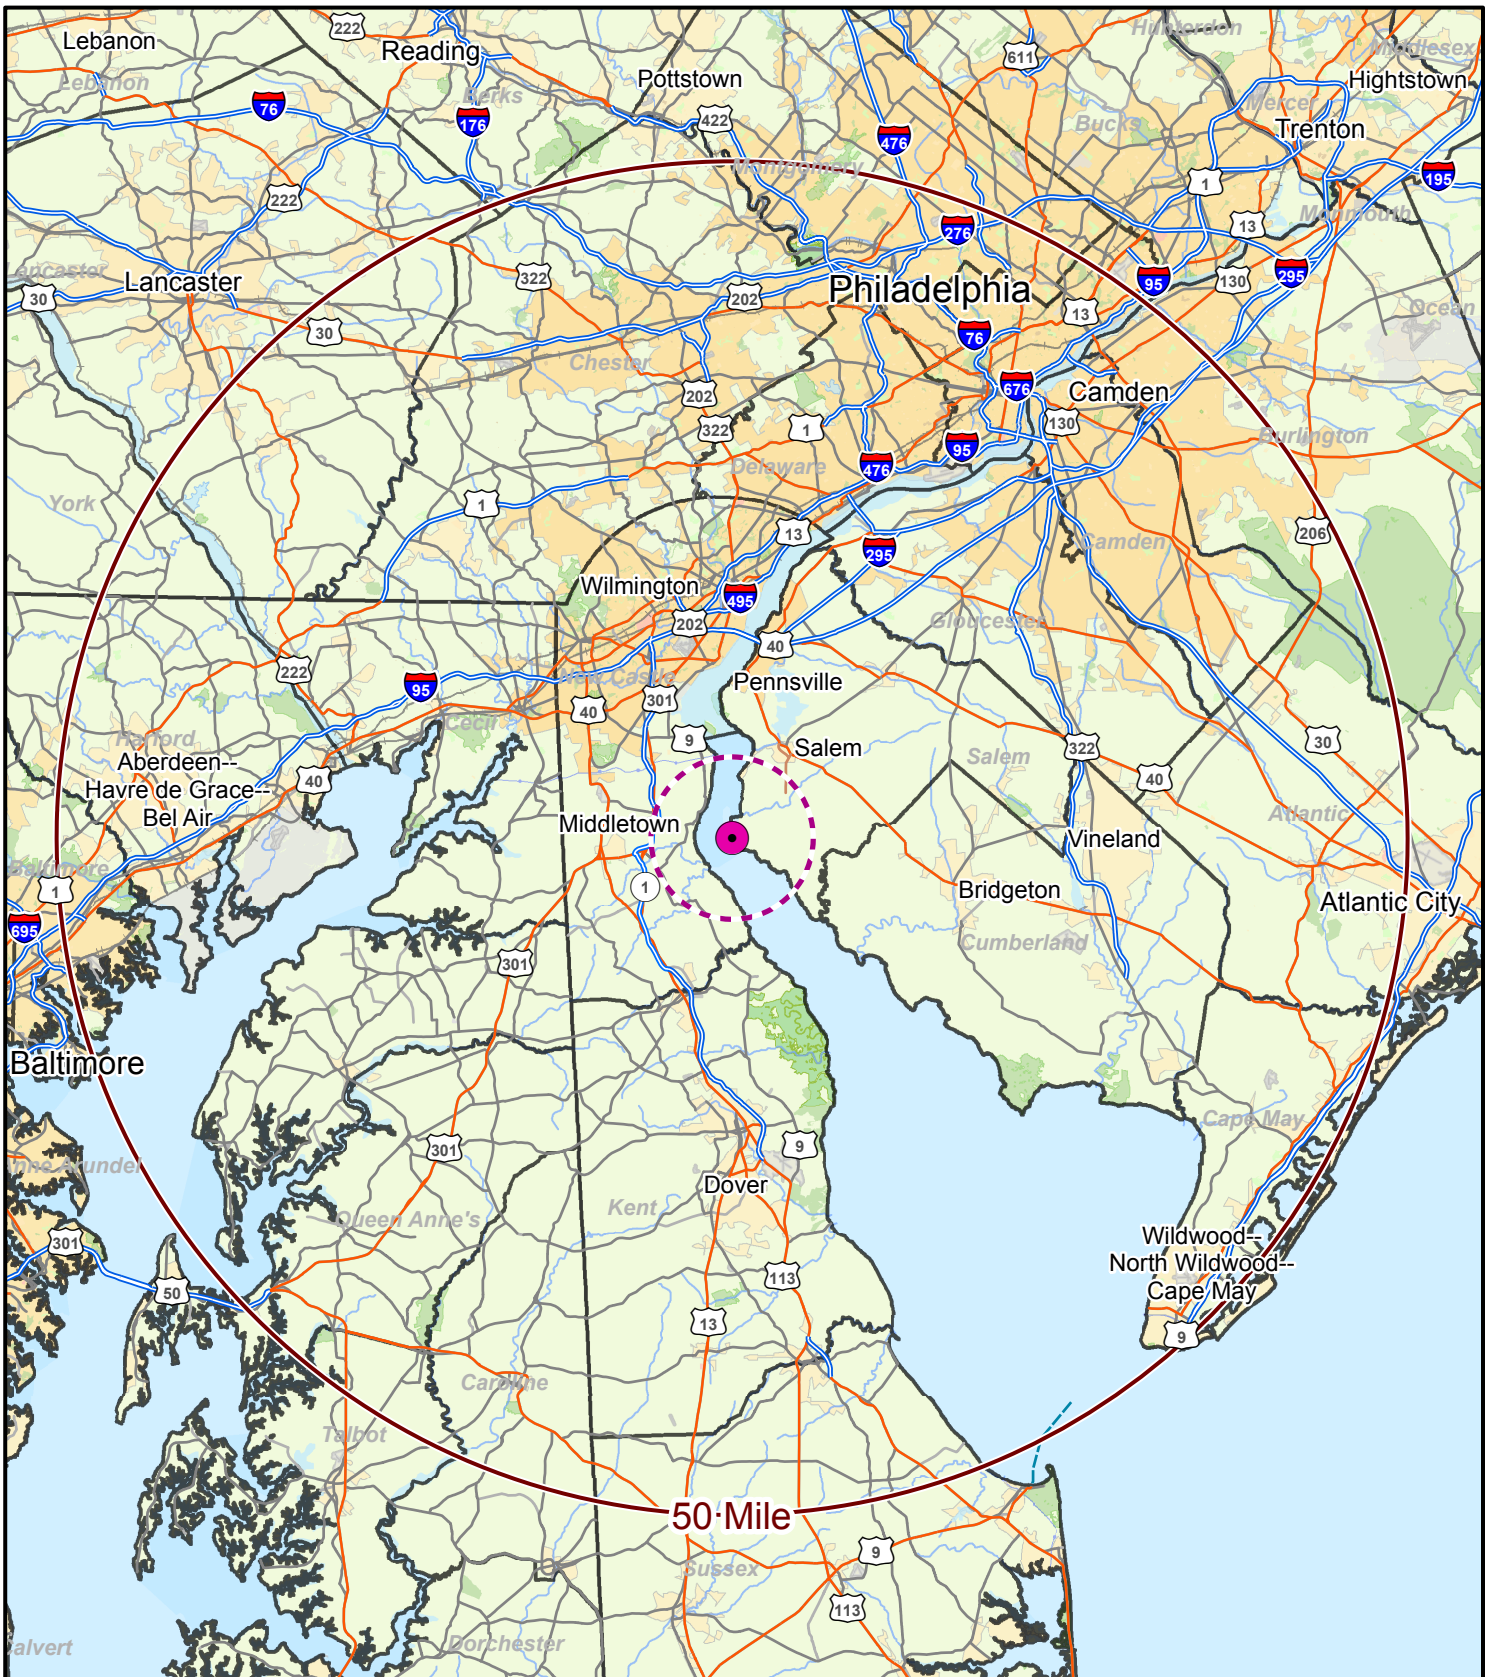 222
Hunterdon
Lebanon
Reading
611
Middlesex
Pottstown
Hightstown
Lebanon
Berks
Mercer
76
176
422
Bucks
Trenton
476
Montgomery
195
1
222
Monmouth
13
276
Lancaster
322
95
130
295
Lancaster
202
Philadelphia
30
Ocean
30
13
76
Chester
676
Camden
202
130
322
1
Burlington
95
Delaware
476
York
1
13
206
Camden
295
Wilmington
495
202
Gloucester
40
222
New Castle
Pennsville
95
301
40
Cecil
9
Salem
30
Harford
322
Salem
Aberdeen--
Havre de Grace--
Bel Air
40
40
Atlantic
Middletown
Vineland
Baltimore
1
1
Bridgeton
Atlantic City
695
Cumberland
301
Baltimore
Cape May
301
9
nne Arundel
Dover
Kent
Queen Anne's
301
Wildwood--
North Wildwood--
Cape May
113
50
13
9
Caroline
Talbot
50 Mile
9
Sussex
113
Dorchester
alvert